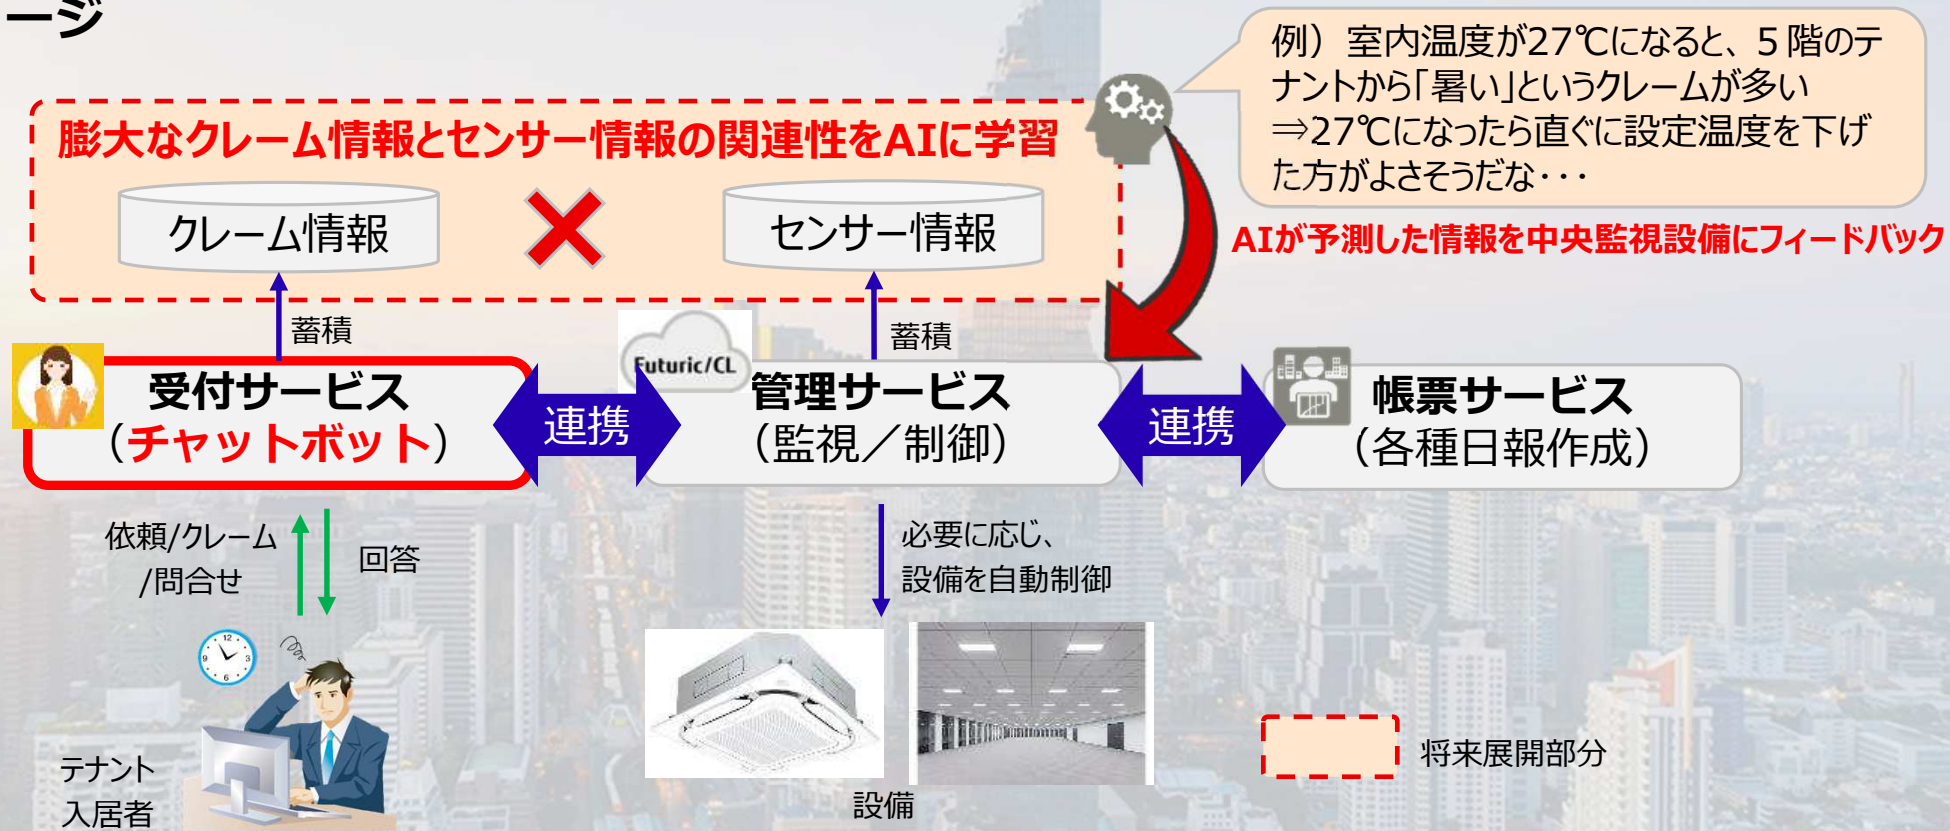 ージ
例）室内温度が27℃になると、５階のテ
ナントから「暑い」というクレームが多い
⇒27℃になったら直ぐに設定温度を下げ
た方がよさそうだな・・・
膨大なクレーム情報とセンサー情報の関連性をAIに学習
クレーム情報
センサー情報
AIが予測した情報を中央監視設備にフィードバック
蓄積
蓄積
Futuric/CL
受付サービス
（チャットボット）
連携
管理サービス
（監視／制御）
連携
帳票サービス
（各種日報作成）
依頼/クレーム
/問合せ
回答
必要に応じ、
設備を自動制御
12
3
6
9
テナント
入居者
設備
将来展開部分